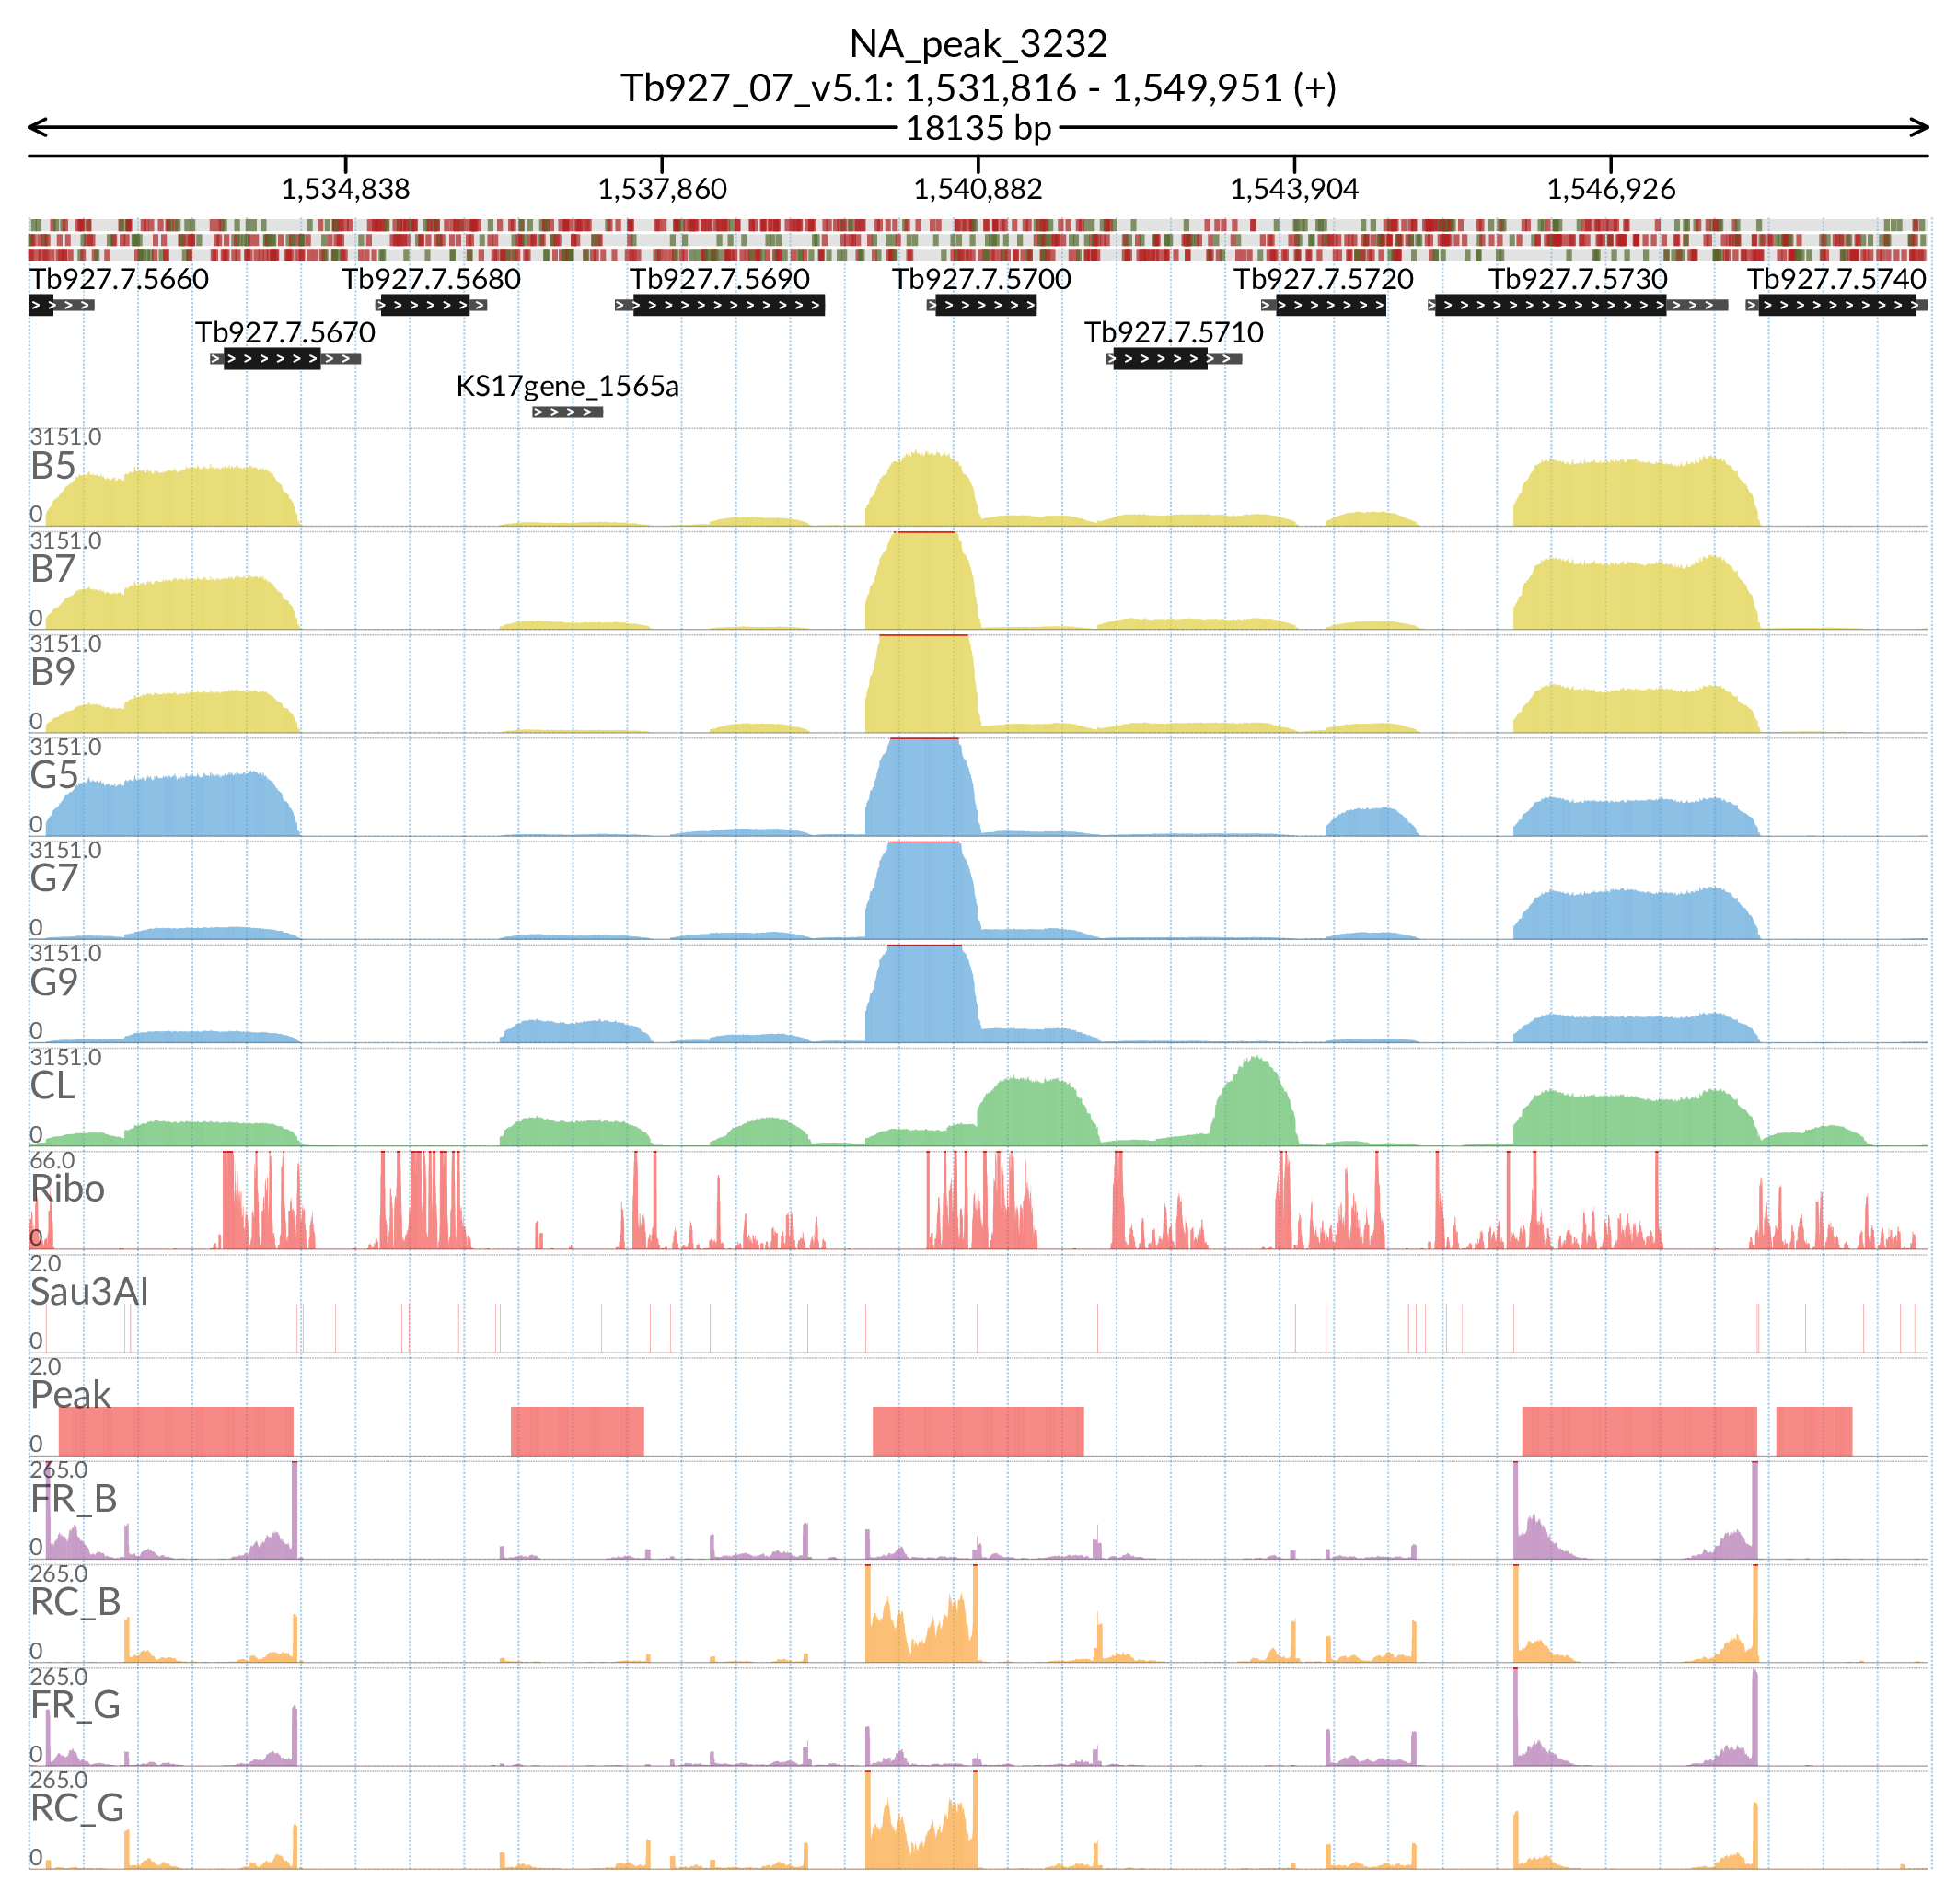 NA_peak_3232
Tb927_07_v5.1: 1,531,816 - 1,549,951 (+)
18135 bp
1,534,838 1,537,860 1,540,882 1,543,904 1,546,926
Tb927.7.5660 Tb927.7.5680 Tb927.7.5690 Tb927.7.5700 Tb927.7.5720 Tb927.7.5730 Tb927.7.5740
Tb927.7.5670 Tb927.7.5710
KS17gene_1565a
3151.0
B5
0
3151.0
B7
0
3151.0
B9
0
3151.0
G5
0
3151.0
G7
0
3151.0
G9
0
3151.0
CL
0
66.0
Ribo
0
2.0
Sau3AI
0
2.0
Peak
0
265.0
FR_B
0
265.0
RC_B
0
265.0
FR_G
0
265.0
RC_G
0